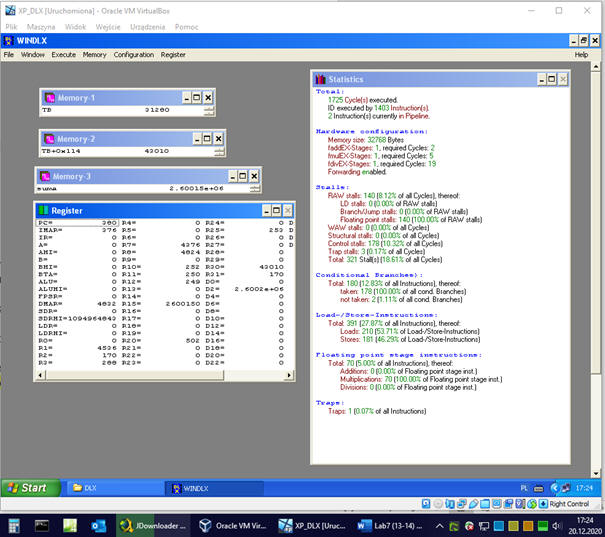 XP_DLX [Uruchomiona] - Oracle VM VirtualBox
Plik Maszyna Widok Wejście Urządzenia Pomoc
WINDLX
File Window Execute Memory Configuration Register Help
Memory-1
TB 31280
Memory-2
TB+0x114 43010
Memory-3
suma 2.60015e+06
Register
PC= 380 R4= 0 R24= 0 D
IMAR= 376 R5= 0 R25= 253 D
IR= 0 R6= 0 R26= 0 D
A= 0 R7= 4376 R27= 0 D
AHI= 0 R8= 4824 R28= 0
B= 0 R9= 0 R29= 0
BHI= 0 R10= 252 R30= 43010
BTA= 0 R11= 250 R31= 170
ALU= 0 R12= 249 D0= 0
ALUHI= 0 R13= 0 D2= 2.6002e+06
FPSR= 0 R14= 0 D4= 0
DMAR= 4832 R15= 2600150 D6= 0
SDR= 0 R16= 0 D8= 0
SDRHI=1094964843 R17= 0 D10= 0
LDR= 0 R18= 0 D12= 0
LDRHI= 0 R19= 0 D14= 0
R0= 0 R20= 502 D16= 0
R1= 4536 R21= 0 D18= 0
R2= 170 R22= 0 D20= 0
R3= 288 R23= 0 D22= 0
Statistics
Total:
1725 Cycle(s) executed.
ID executed by 1403 Instruction(s).
2 Instruction(s) currently in Pipeline.
Hardware configuration:
Memory size: 32768 Bytes
faddEX-Stages: 1, required Cycles: 2
fmulEX-Stages: 1, required Cycles: 5
fdivEX-Stages: 1, required Cycles: 19
Forwarding enabled.
Stalls:
RAW stalls: 140 (8.12% of all Cycles), thereof:
LD stalls: 0 (0.00% of RAW stalls)
Branch/Jump stalls: 0 (0.00% of RAW stalls)
Floating point stalls: 140 (100.00% of RAW stalls)
WAW stalls: 0 (0.00% of all Cycles)
Structural stalls: 0 (0.00% of all Cycles)
Control stalls: 178 (10.32% of all Cycles)
Trap stalls: 3 (0.17% of all Cycles)
Total: 321 Stall(s) (18.61% of all Cycles)
Conditional Branches):
Total: 180 (12.83% of all Instructions), thereof:
taken: 178 (100.00% of all cond. Branches)
not taken: 2 (1.11% of all cond. Branches)
Load-/Store-Instructions:
Total: 391 (27.87% of all Instructions), thereof:
Loads: 210 (53.71% of Load-/Store-Instructions)
Stores: 181 (46.29% of Load-/Store-Instructions)
Floating point stage instructions:
Total: 70 (5.00% of all Instructions), thereof:
Additions: 0 (0.00% of Floating point stage inst.)
Multiplications: 70 (100.00% of Floating point stage inst.)
Divisions: 0 (0.00% of Floating point stage inst.)
Traps:
Traps: 1 (0.07% of all Instructions)
Start DLX WINDLX PL 17:24
Right Control
JDownloader ... Oracle VM Vir... XP_DLX [Uruc... Lab7 (13-14) ... 17:24
20.12.2020